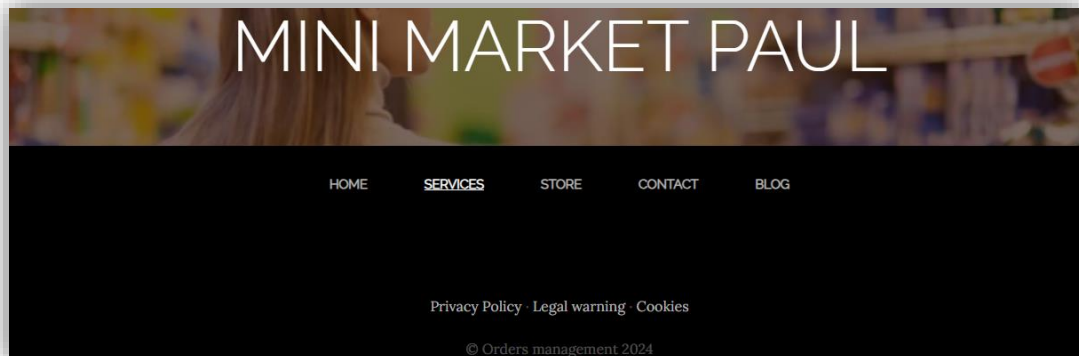 MINI MARKET PAUL
HOME SERVICES STORE CONTACT BLOG
Privacy Policy · Legal warning · Cookies
© Orders management 2024